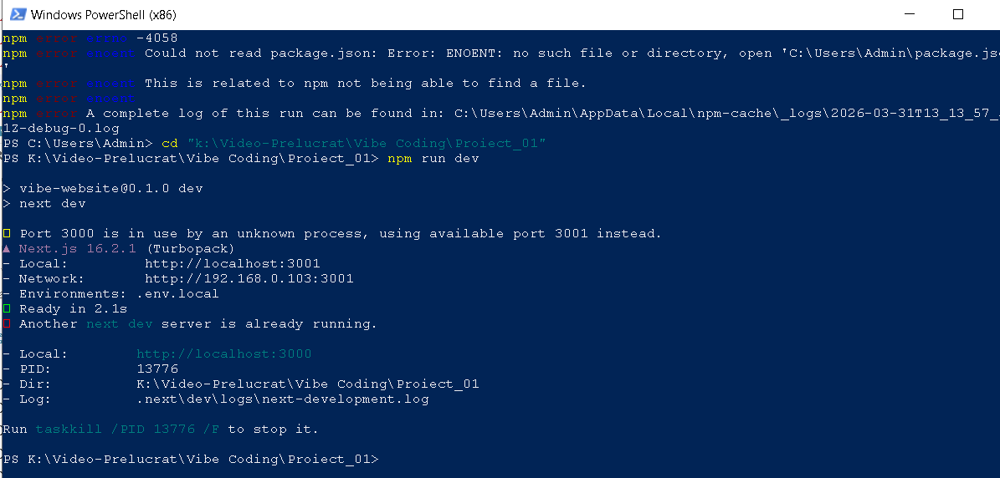 Windows PowerShell (x86)
npm error errno -4058
npm error enoent Could not read package.json: Error: ENOENT: no such file or directory, open 'C:\Users\Admin\package.js
'
npm error enoent This is related to npm not being able to find a file.
npm error enoent
npm error A complete log of this run can be found in: C:\Users\Admin\AppData\Local\npm-cache\_logs\2026-03-31T13_13_57_
1Z-debug-0.log
PS C:\Users\Admin> cd "k:\Video-Prelucrat\Vibe Coding\Proiect_01"
PS K:\Video-Prelucrat\Vibe Coding\Proiect_01> npm run dev
> vibe-website@0.1.0 dev
> next dev
Port 3000 is in use by an unknown process, using available port 3001 instead.
▲ Next.js 16.2.1 (Turbopack)
- Local: http://localhost:3001
- Network: http://192.168.0.103:3001
- Environments: .env.local
Ready in 2.1s
Another next dev server is already running.
- Local: http://localhost:3000
- PID: 13776
- Dir: K:\Video-Prelucrat\Vibe Coding\Proiect_01
- Log: .next\dev\logs\next-development.log
Run taskkill /PID 13776 /F to stop it.
PS K:\Video-Prelucrat\Vibe Coding\Proiect_01>